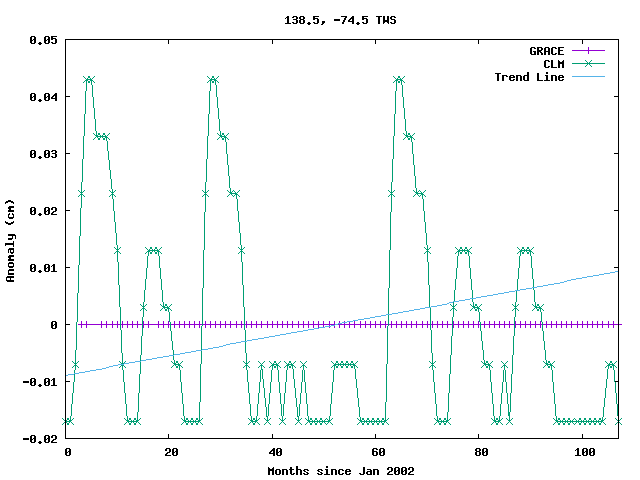 138.5, -74.5 TWS
0.05
0.04
0.03
0.02
0.01
0
-0.01
-0.02
Anomaly (cm)
GRACE
CLM
Trend Line
0 20 40 60 80 100
Months since Jan 2002